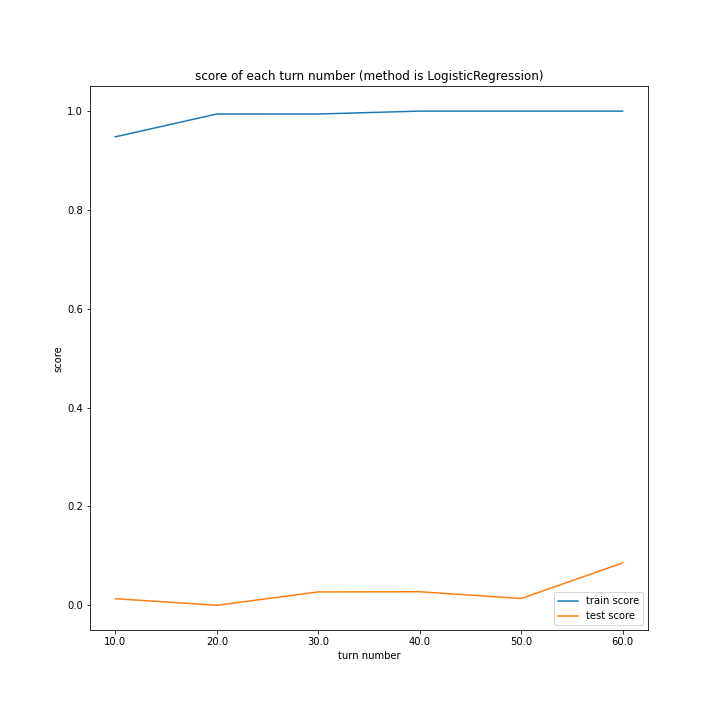 score of each turn number (method is LogisticRegression)
1.0
0.8
0.6
0.4
0.2
0.0
score
10.0 20.0 30.0 40.0 50.0 60.0
turn number
train score
test score